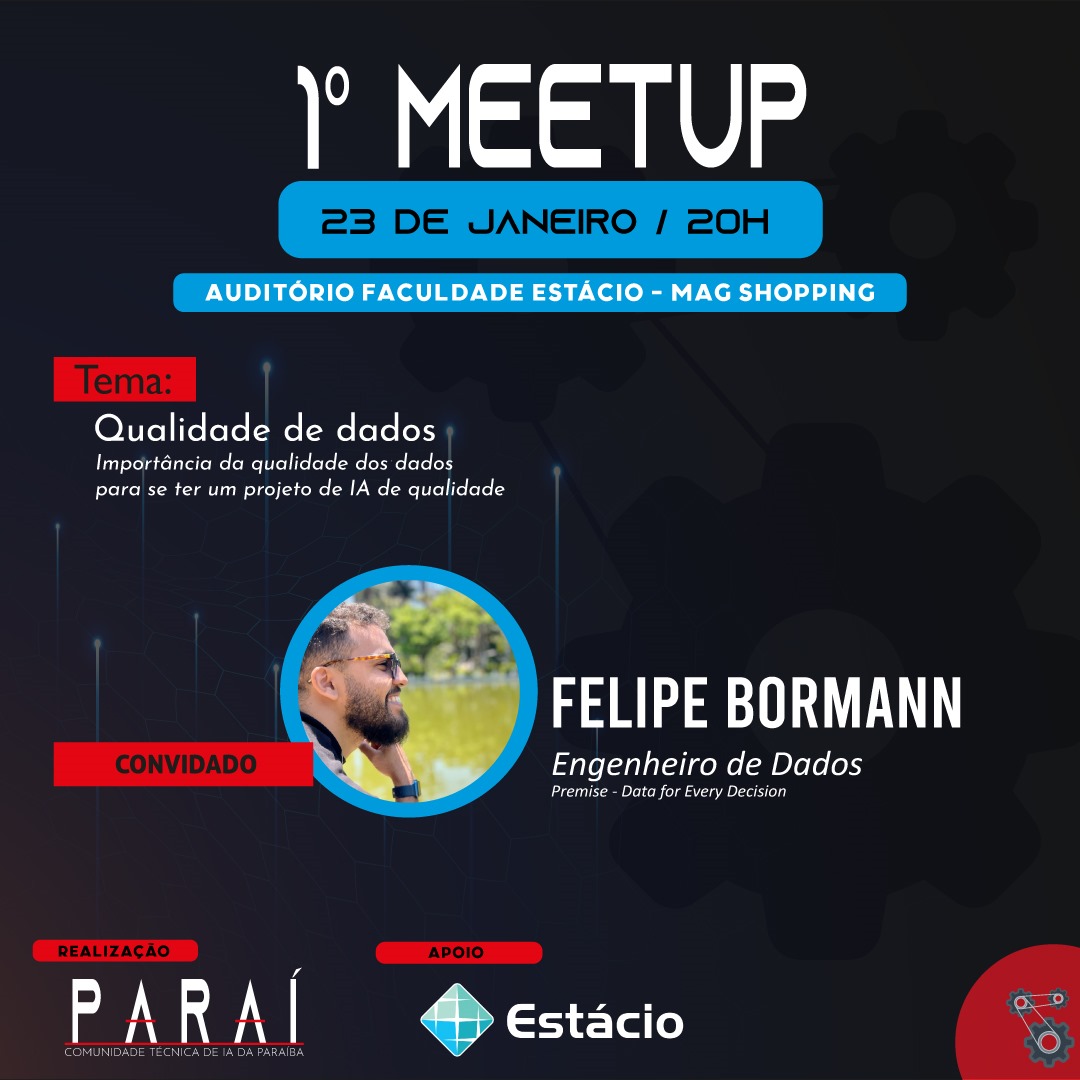 1º MEETUP
23 DE JANEIRO / 20H
AUDITÓRIO FACULDADE ESTÁCIO - MAG SHOPPING
Tema:
Qualidade de dados
Importância da qualidade dos dados
para se ter um projeto de IA de qualidade
FELIPE BORMANN
Engenheiro de Dados
Premise - Data for Every Decision
CONVIDADO
REALIZAÇÃO
PARAÍ
COMUNIDADE TÉCNICA DE IA DA PARAÍBA
APOIO
Estácio